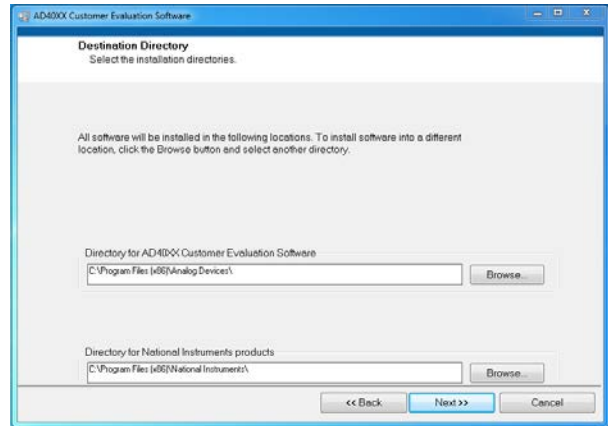 AD40XX Customer Evaluation Software
Destination Directory
Select the installation directories.
All software will be installed in the following locations. To install software into a different
location, click the Browse button and select another directory.
Directory for AD40XX Customer Evaluation Software
C:\Program Files (x86)\Analog Devices\
Browse...
Directory for National Instruments products
C:\Program Files (x86)\National Instruments\
Browse...
<< Back
Next >>
Cancel